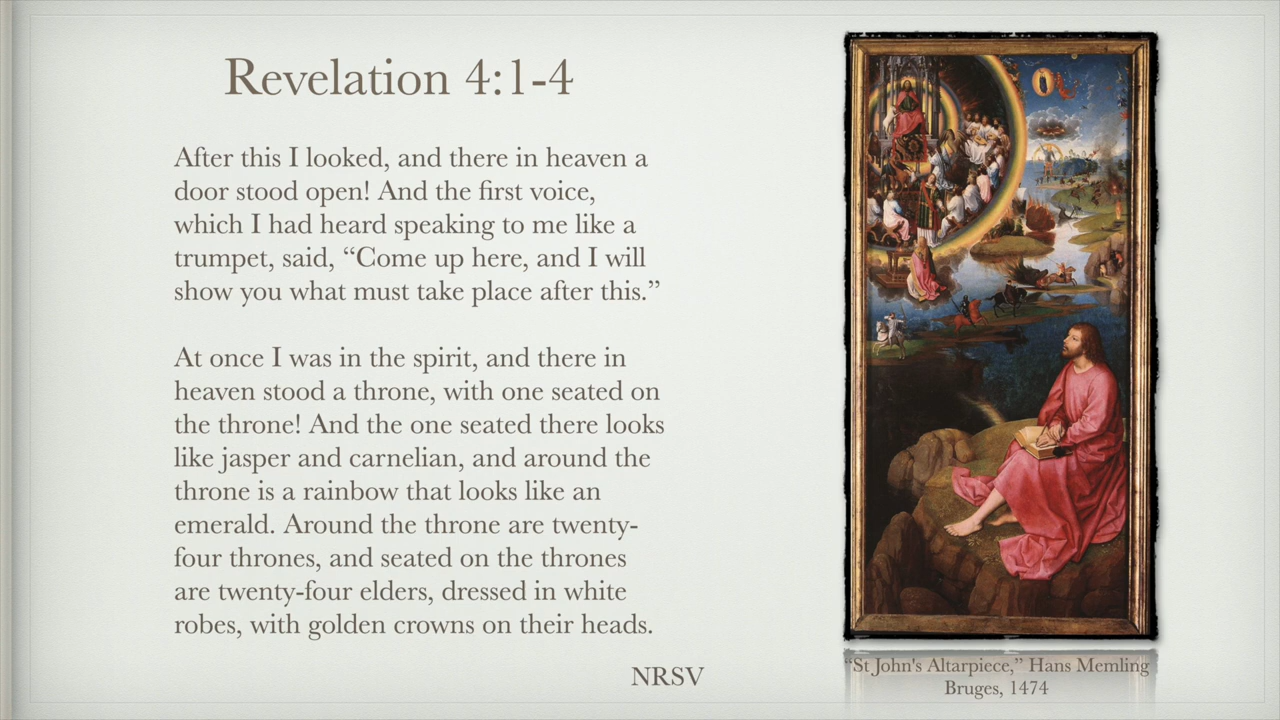 Revelation 4:1-4
After this I looked, and there in heaven a
door stood open! And the first voice,
which I had heard speaking to me like a
trumpet, said, “Come up here, and I will
show you what must take place after this.”
At once I was in the spirit, and there in
heaven stood a throne, with one seated on
the throne! And the one seated there looks
like jasper and carnelian, and around the
throne is a rainbow that looks like an
emerald. Around the throne are twenty-
four thrones, and seated on the thrones
are twenty-four elders, dressed in white
robes, with golden crowns on their heads.
NRSV
“St John's Altarpiece,” Hans Memling
Bruges, 1474